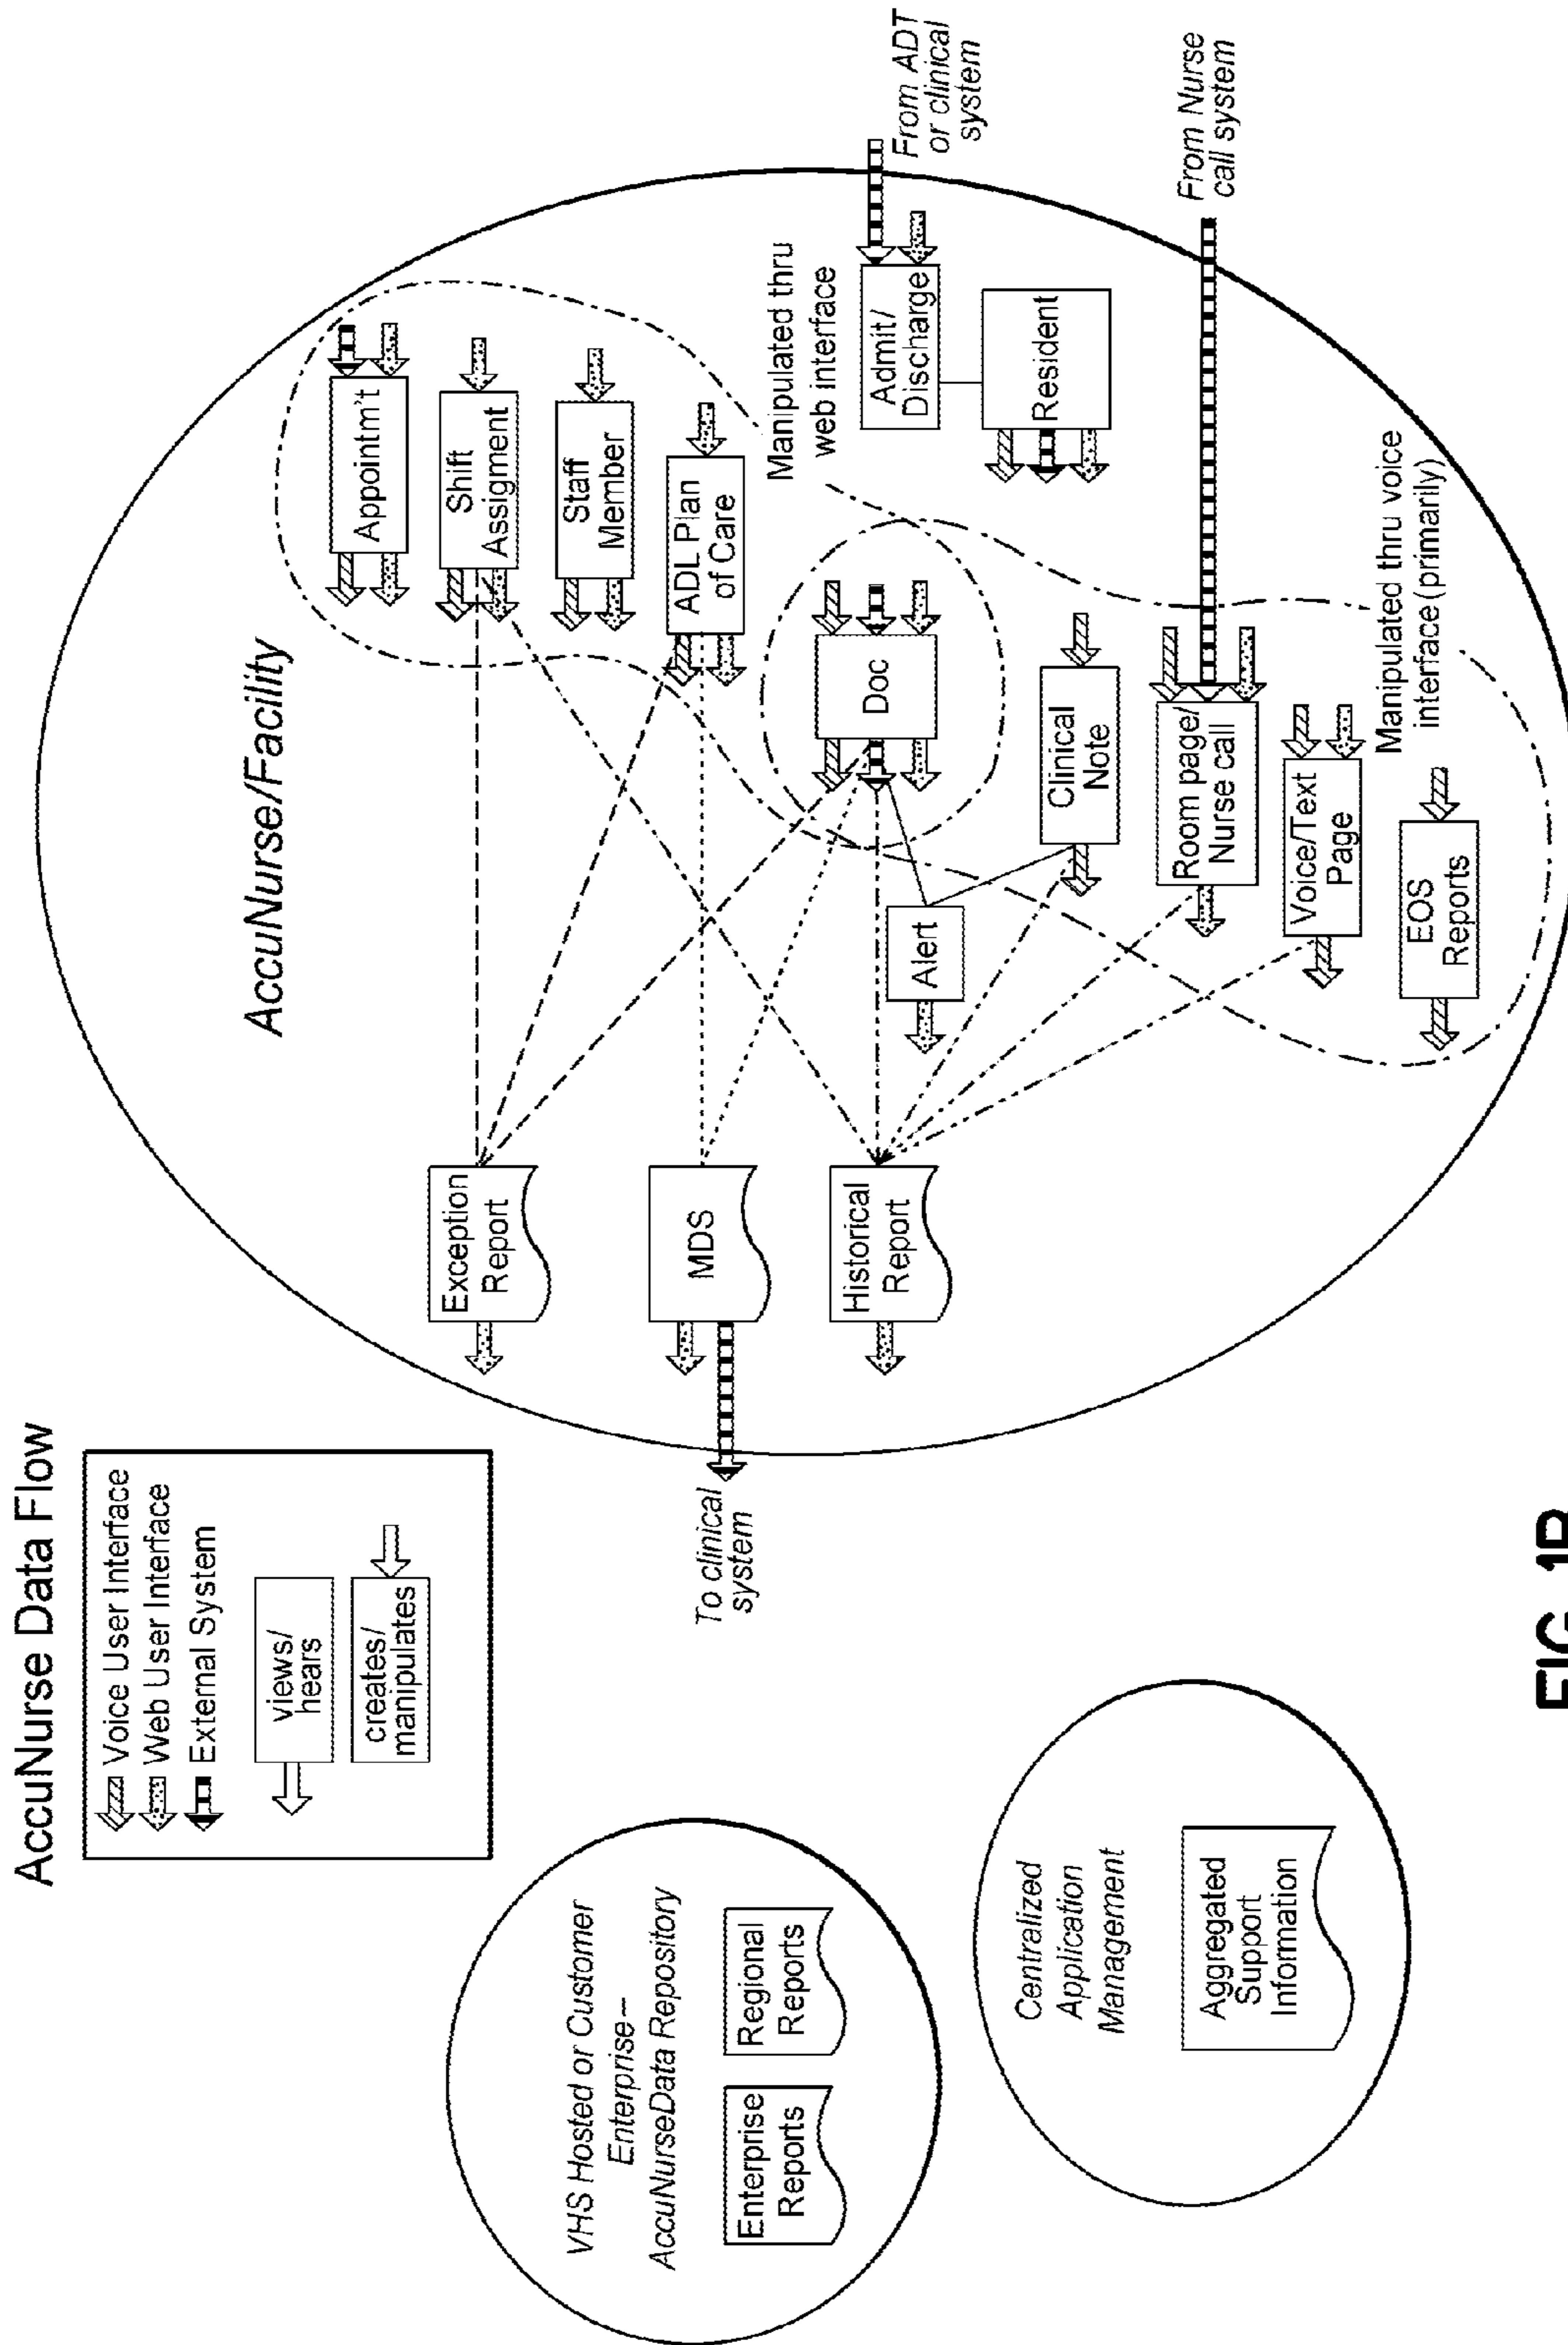 AccuNurse Data Flow
Voice User Interface
Web User Interface
External System
views/
hears
creates/
manipulates
VHS Hosted or Customer
Enterprise–
AccuNurseData Repository
Enterprise
Reports
Regional
Reports
Centralized
Application
Management
Aggregated
Support
Information
AccuNurse/Facility
To clinical
system
Exception
Report
MDS
Historical
Report
Appointm't
Shift
Assigment
Staff
Member
ADL Plan
of Care
Manipulated thru
web interface
Doc
Alert
Clinical
Note
Room page/
Nurse call
Voice/Text
Page
EOS
Reports
Manipulated thru voice
interface (primarily)
Admit/
Discharge
Resident
From ADT
or clinical
system
From Nurse
call system
FIG. 1B